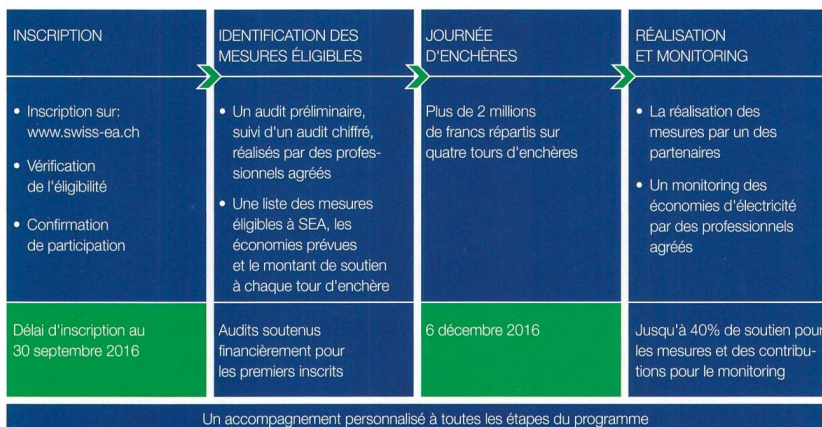 INSCRIPTION
• Inscription sur:
www.swiss-ea.ch
• Vérification
de l'éligibilité
• Confirmation
de participation
Délai d'inscription au
30 septembre 2016
IDENTIFICATION DES
MESURES ÉLIGIBLES
• Un audit préliminaire,
suivi d'un audit chiffré,
réalisés par des profes-
sionnels agréés
• Une liste des mesures
éligibles à SEA, les
économies prévues
et le montant de soutien
à chaque tour d'enchère
Audits soutenus
financièrement pour
les premiers inscrits
JOURNÉE
D'ENCHÈRES
Plus de 2 millions
de francs répartis sur
quatre tours d'enchères
6 décembre 2016
RÉALISATION
ET MONITORING
• La réalisation des
mesures par un des
partenaires
• Un monitoring des
économies d'électricité
par des professionnels
agréés
Jusqu'à 40% de soutien pour
les mesures et des contribu-
tions pour le monitoring
Un accompagnement personnalisé à toutes les étapes du programme